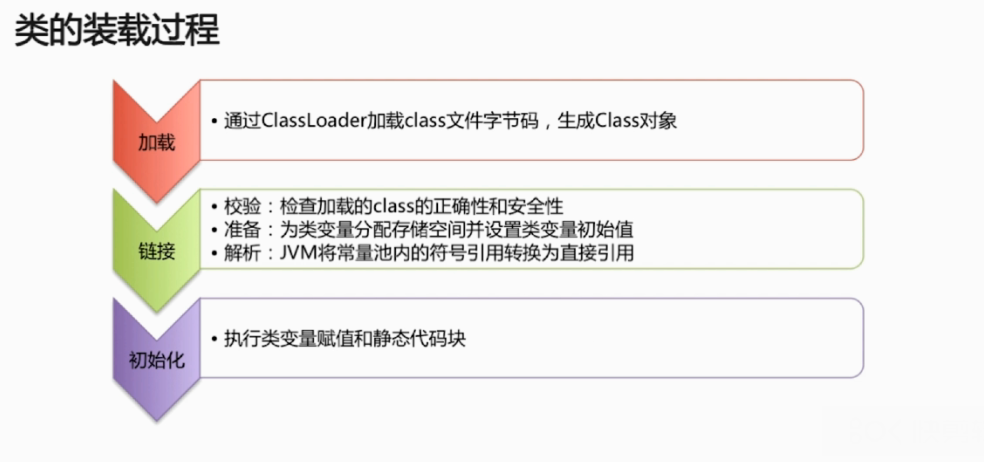 类的装载过程
加载
• 通过ClassLoader加载class文件字节码，生成Class对象
链接
• 校验：检查加载的class的正确性和安全性
• 准备：为类变量分配存储空间并设置类变量初始值
• 解析：JVM将常量池内的符号引用转换为直接引用
初始化
• 执行类变量赋值和静态代码块